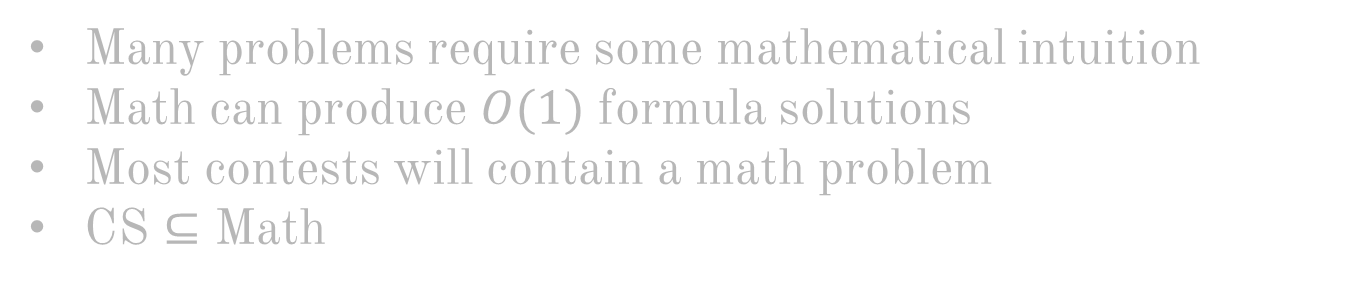 • Many problems require some mathematical intuition
• Math can produce O(1) formula solutions
• Most contests will contain a math problem
• CS ⊆ Math